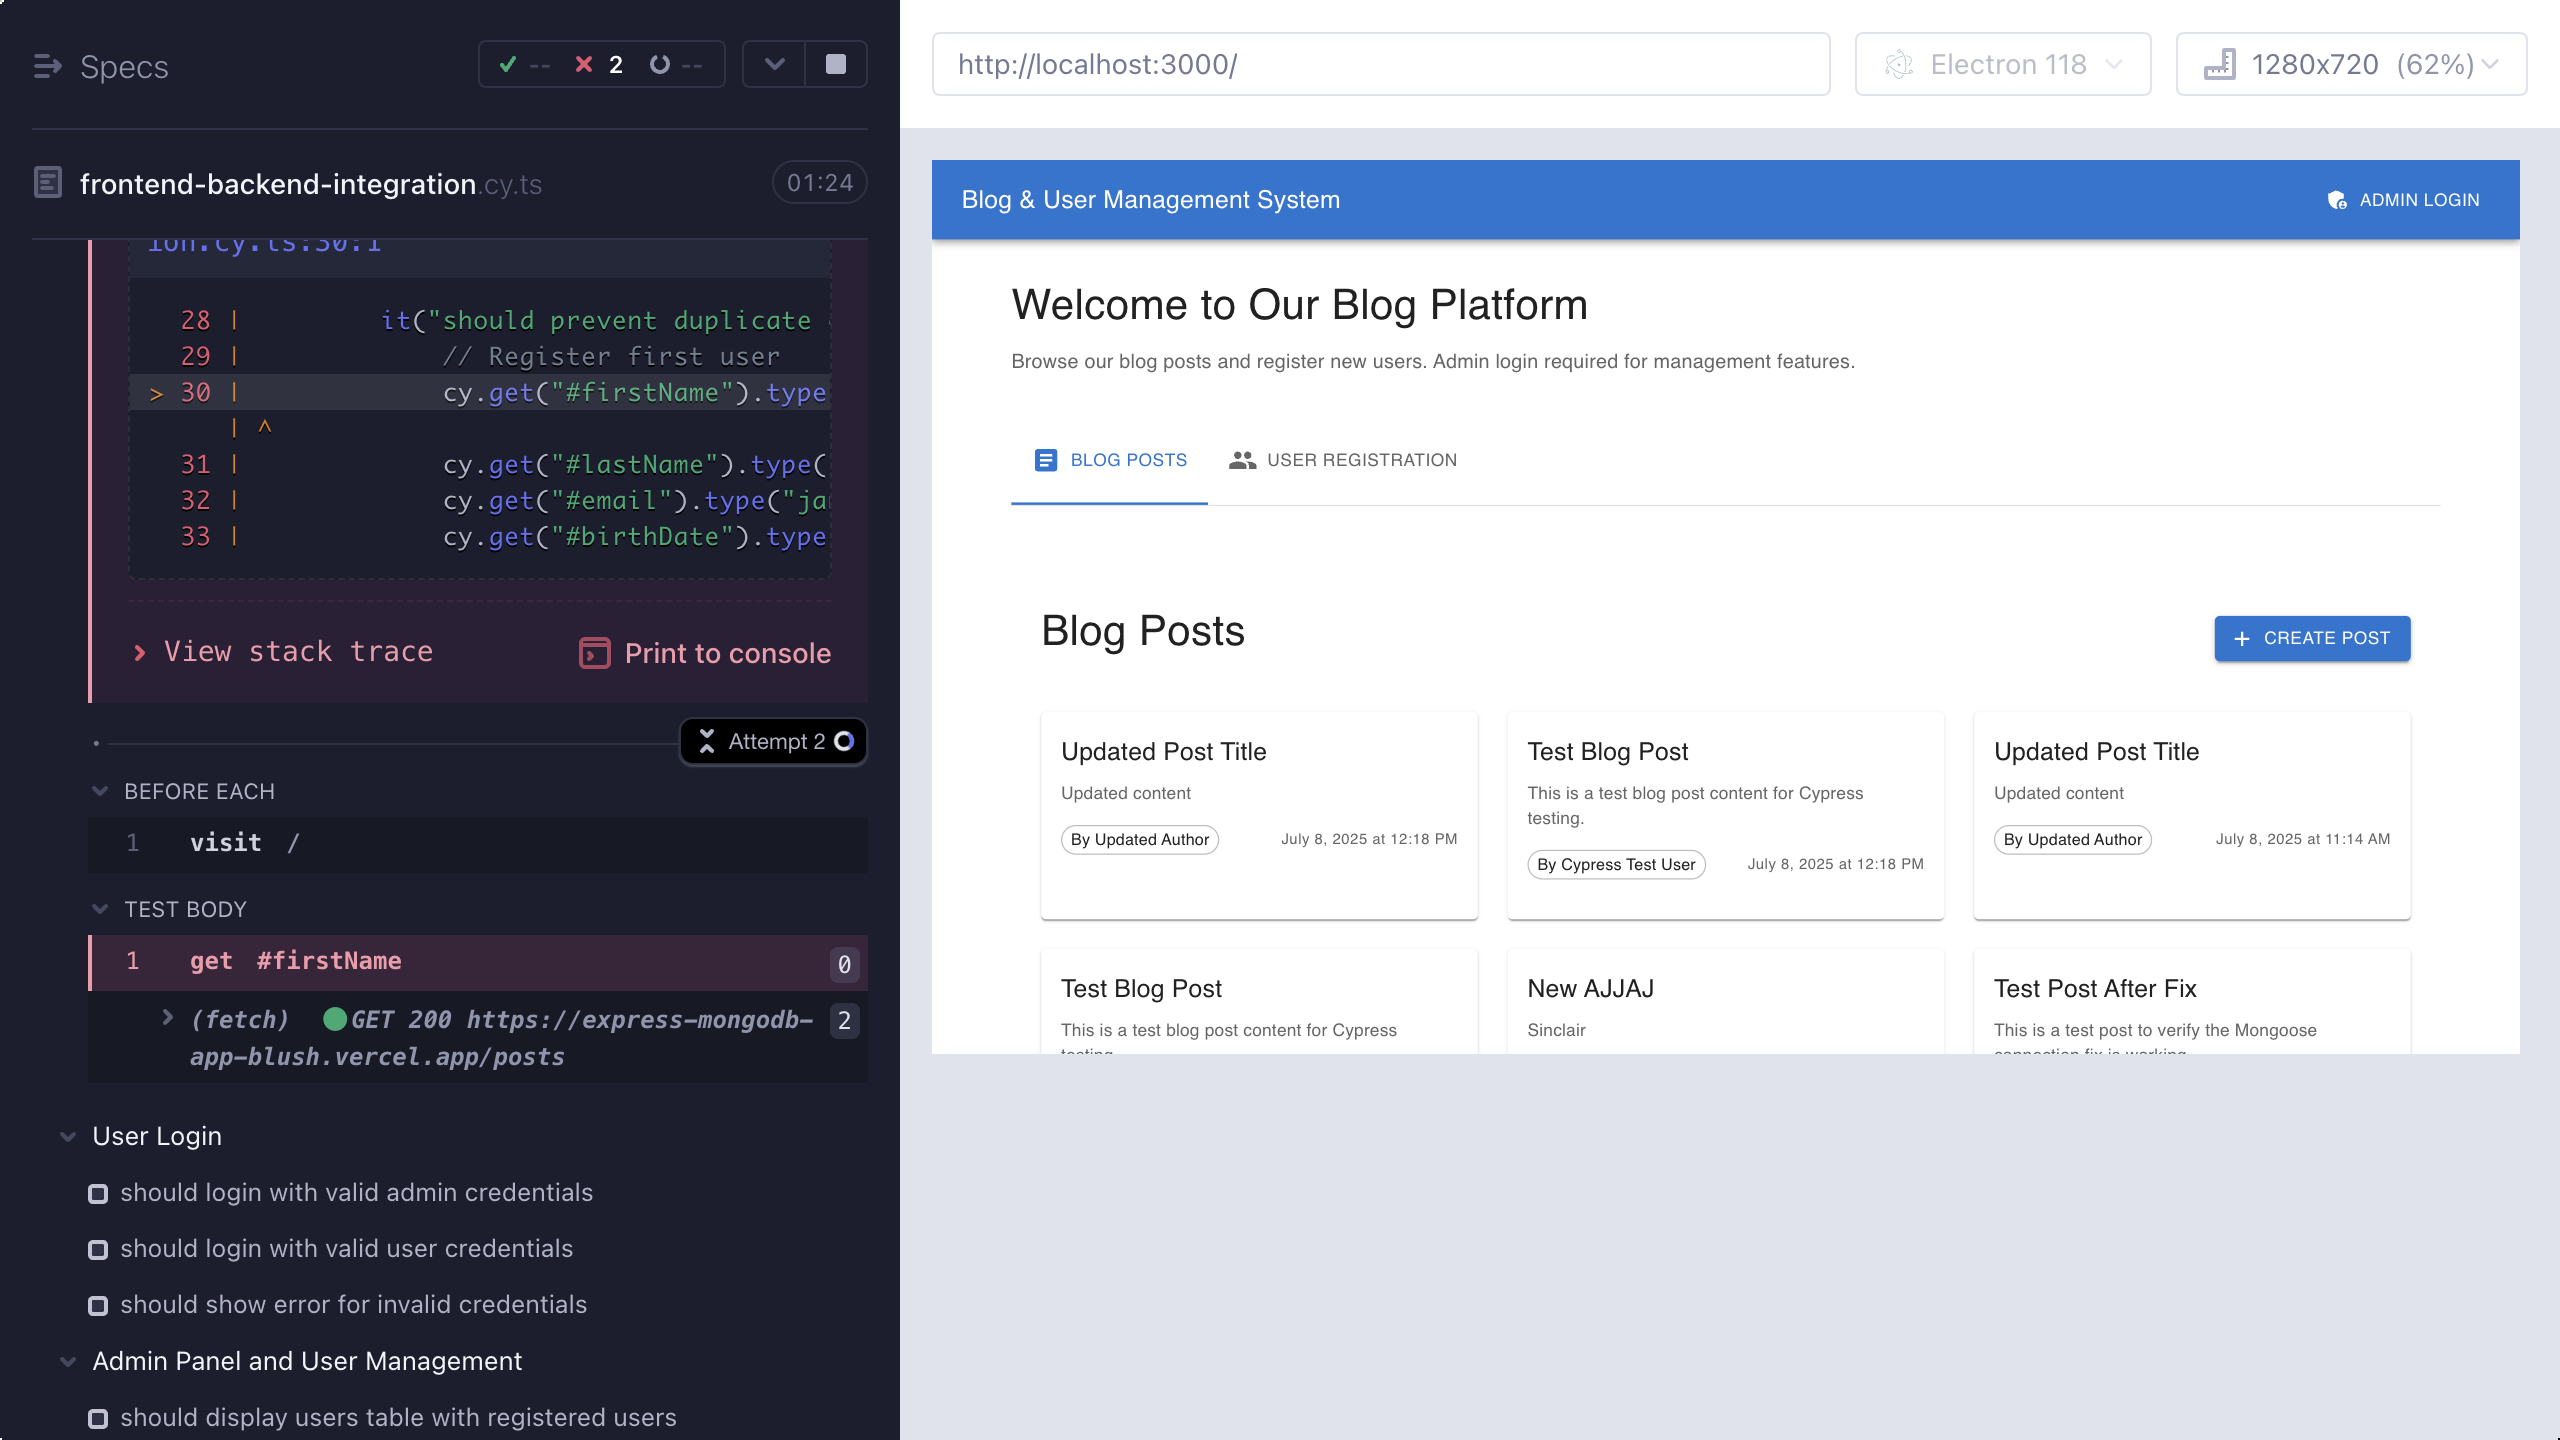 Specs
-- 2 --
frontend-backend-integration.cy.ts 01:24
ion.cy.ts:30:1
28 | it("should prevent duplicate
29 | // Register first user
> 30 | cy.get("#firstName").type
| ^
31 | cy.get("#lastName").type(
32 | cy.get("#email").type("ja
33 | cy.get("#birthDate").type
View stack trace Print to console
Attempt 2
BEFORE EACH
1 visit /
TEST BODY
1 get #firstName 0
(fetch) GET 200 https://express-mongodb- 2
app-blush.vercel.app/posts
User Login
should login with valid admin credentials
should login with valid user credentials
should show error for invalid credentials
Admin Panel and User Management
should display users table with registered users
http://localhost:3000/ Electron 118 1280x720 (62%)
Blog & User Management System ADMIN LOGIN
Welcome to Our Blog Platform
Browse our blog posts and register new users. Admin login required for management features.
BLOG POSTS USER REGISTRATION
Blog Posts + CREATE POST
Updated Post Title
Updated content
By Updated Author July 8, 2025 at 12:18 PM
Test Blog Post
This is a test blog post content for Cypress
testing.
By Cypress Test User July 8, 2025 at 12:18 PM
Updated Post Title
Updated content
By Updated Author July 8, 2025 at 11:14 AM
Test Blog Post
This is a test blog post content for Cypress
testing.
New AJJAJ
Sinclair
Test Post After Fix
This is a test post to verify the Mongoose
connection fix is working.